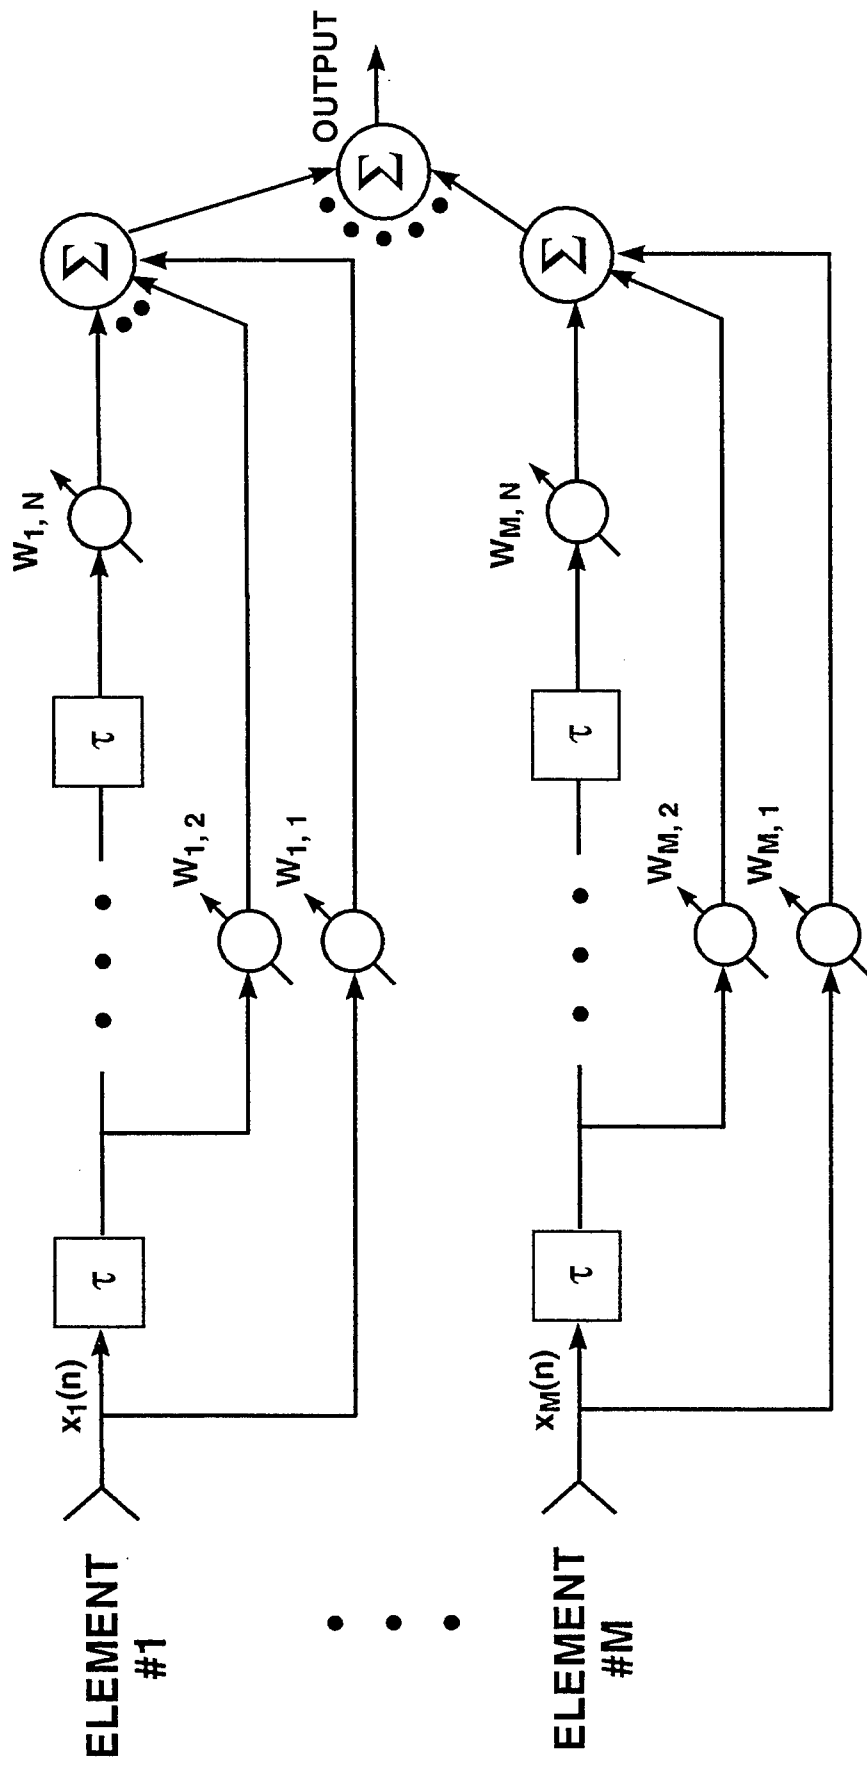 ELEMENT
#1
x1(n)
τ
τ
W1, N
W1, 2
W1, 1
Σ
OUTPUT
Σ
ELEMENT
#M
xM(n)
τ
τ
WM, N
WM, 2
WM, 1
Σ